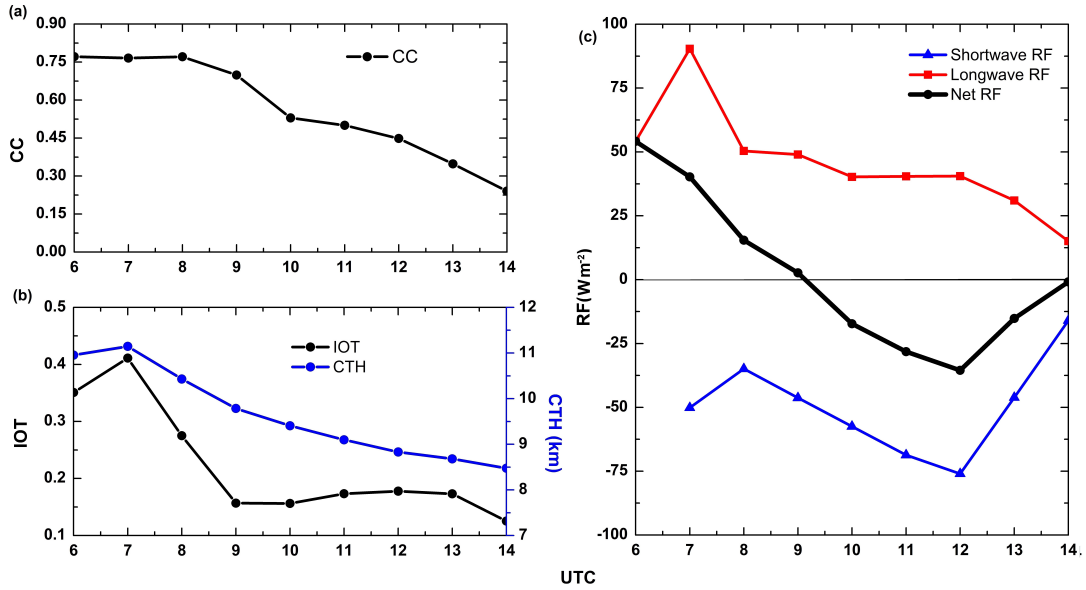 (a)
0.90
0.75
0.60
0.45
0.30
0.15
0.00
CC
CC
6 7 8 9 10 11 12 13 14
(b)
0.5
0.4
0.3
0.2
0.1
IOT
IOT
CTH
12
11
10
9
8
7
CTH (km)
6 7 8 9 10 11 12 13 14
(c)
100
75
50
25
0
-25
-50
-75
-100
RF(Wm⁻²)
Shortwave RF
Longwave RF
Net RF
6 7 8 9 10 11 12 13 14.
UTC